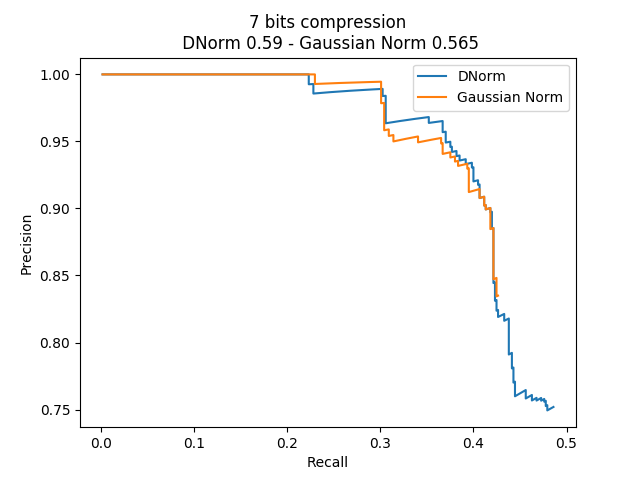 7 bits compression
DNorm 0.59 - Gaussian Norm 0.565
DNorm
Gaussian Norm
Precision
1.00
0.95
0.90
0.85
0.80
0.75
0.0 0.1 0.2 0.3 0.4 0.5
Recall